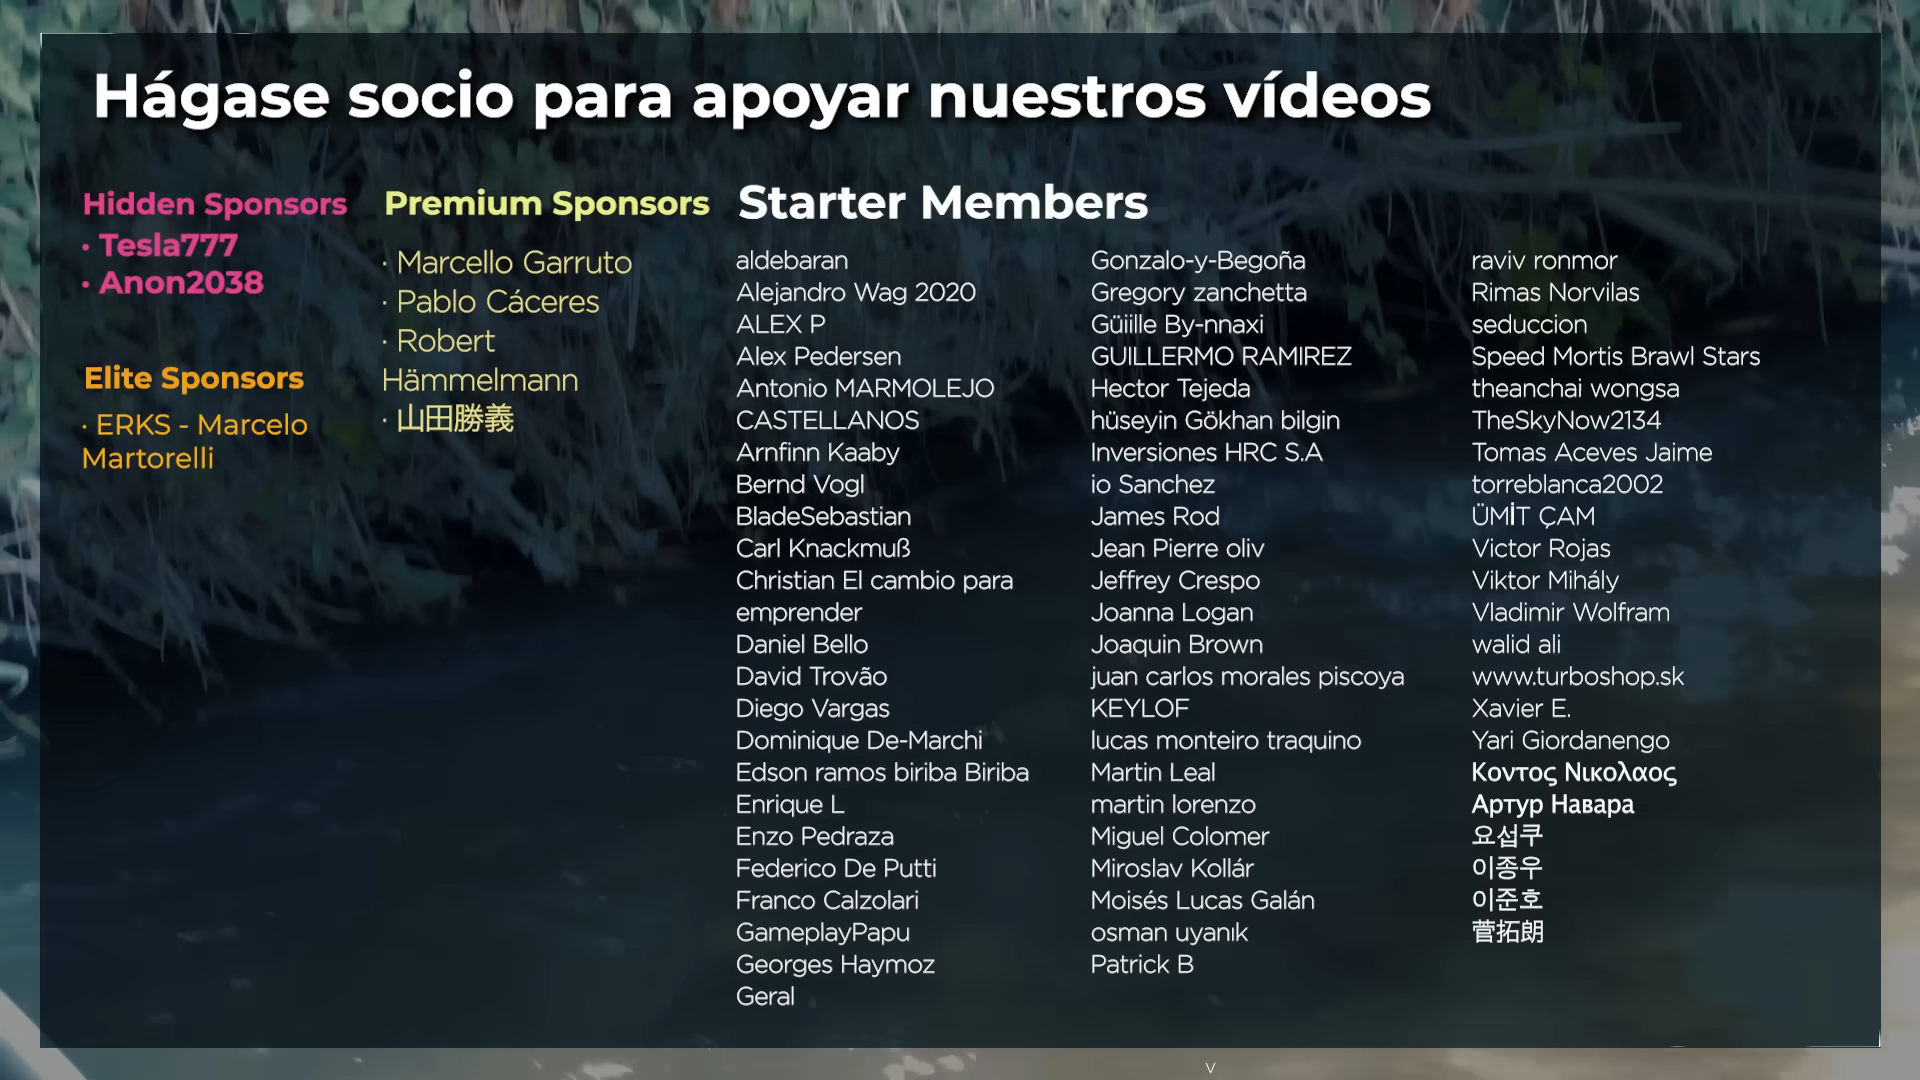 Hágase socio para apoyar nuestros vídeos
Hidden Sponsors
· Tesla777
· Anon2038
Elite Sponsors
· ERKS - Marcelo
Martorelli
Premium Sponsors
· Marcello Garruto
· Pablo Cáceres
· Robert
Hämmelmann
· 山田勝義
Starter Members
aldebaran
Alejandro Wag 2020
ALEX P
Alex Pedersen
Antonio MARMOLEJO
CASTELLANOS
Arnfinn Kaaby
Bernd Vogl
BladeSebastian
Carl Knackmuß
Christian El cambio para
emprender
Daniel Bello
David Trovão
Diego Vargas
Dominique De-Marchi
Edson ramos biriba Biriba
Enrique L
Enzo Pedraza
Federico De Putti
Franco Calzolari
GameplayPapu
Georges Haymoz
Geral
Gonzalo-y-Begoña
Gregory zanchetta
Güiille By-nnaxi
GUILLERMO RAMIREZ
Hector Tejeda
hüseyin Gökhan bilgin
Inversiones HRC S.A
io Sanchez
James Rod
Jean Pierre oliv
Jeffrey Crespo
Joanna Logan
Joaquin Brown
juan carlos morales piscoya
KEYLOF
lucas monteiro traquino
Martin Leal
martin lorenzo
Miguel Colomer
Miroslav Kollár
Moisés Lucas Galán
osman uyanık
Patrick B
raviv ronmor
Rimas Norvilas
seduccion
Speed Mortis Brawl Stars
theanchai wongsa
TheSkyNow2134
Tomas Aceves Jaime
torreblanca2002
ÜMİT ÇAM
Victor Rojas
Viktor Mihály
Vladimir Wolfram
walid ali
www.turboshop.sk
Xavier E.
Yari Giordanengo
Κοντος Νικολαος
Артур Навара
요섭쿠
이종우
이준호
菅拓朗
v